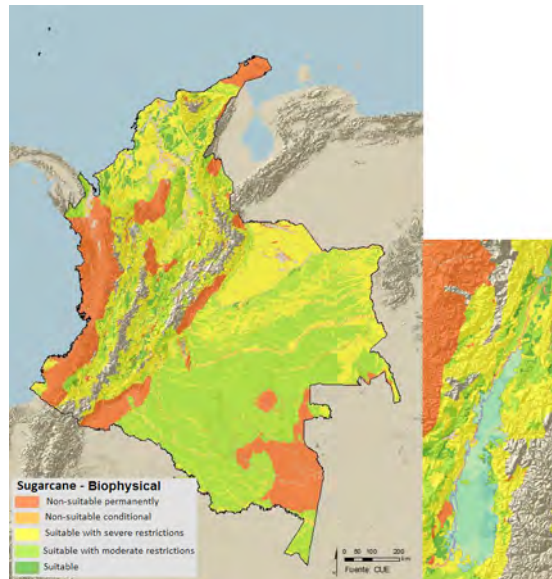 Sugarcane - Biophysical
Non-suitable permanently
Non-suitable conditional
Suitable with severe restrictions
Suitable with moderate restrictions
Suitable
0 50 100 200
Fuente: CUE